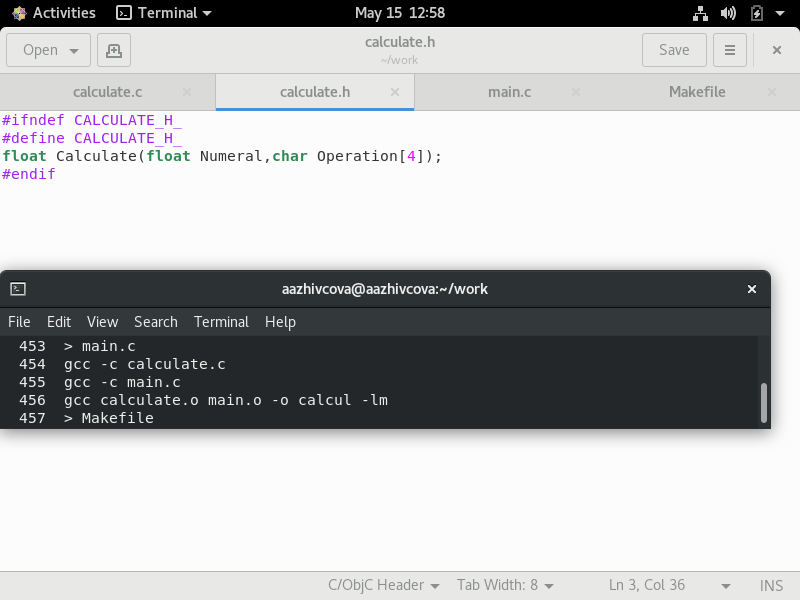 Activities Terminal May 15 12:58
Open calculate.h Save
~/work
calculate.c calculate.h main.c Makefile
#ifndef CALCULATE_H_
#define CALCULATE_H_
float Calculate(float Numeral,char Operation[4]);
#endif
aazhivcova@aazhivcova:~/work
File Edit View Search Terminal Help
453 > main.c
454 gcc -c calculate.c
455 gcc -c main.c
456 gcc calculate.o main.o -o calcul -lm
457 > Makefile
C/ObjC Header Tab Width: 8 Ln 3, Col 36 INS